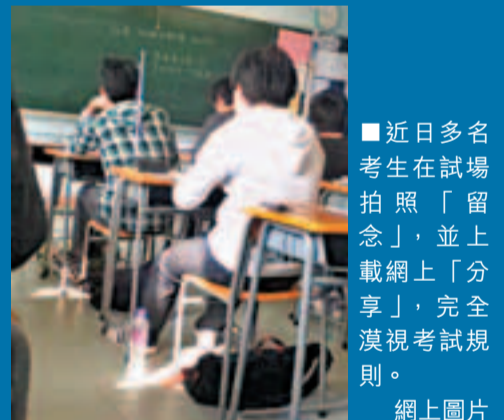 ■近日多名
考生在試場
拍照「留
念」，並上
載網上「分
享」，完全
漠視考試規
則。
網上圖片